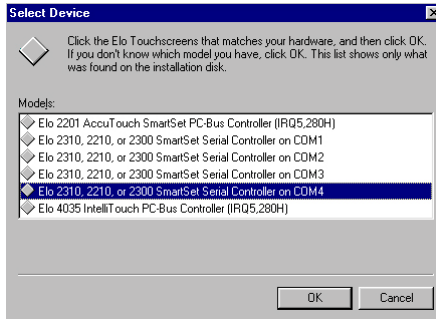 Select Device
Click the Elo Touchscreens that matches your hardware, and then click OK.
If you don't know which model you have, click OK. This list shows only what
was found on the installation disk.
Models:
Elo 2201 AccuTouch SmartSet PC-Bus Controller (IRQ5,280H)
Elo 2310, 2210, or 2300 SmartSet Serial Controller on COM1
Elo 2310, 2210, or 2300 SmartSet Serial Controller on COM2
Elo 2310, 2210, or 2300 SmartSet Serial Controller on COM3
Elo 2310, 2210, or 2300 SmartSet Serial Controller on COM4
Elo 4035 IntelliTouch PC-Bus Controller (IRQ5,280H)
OK
Cancel